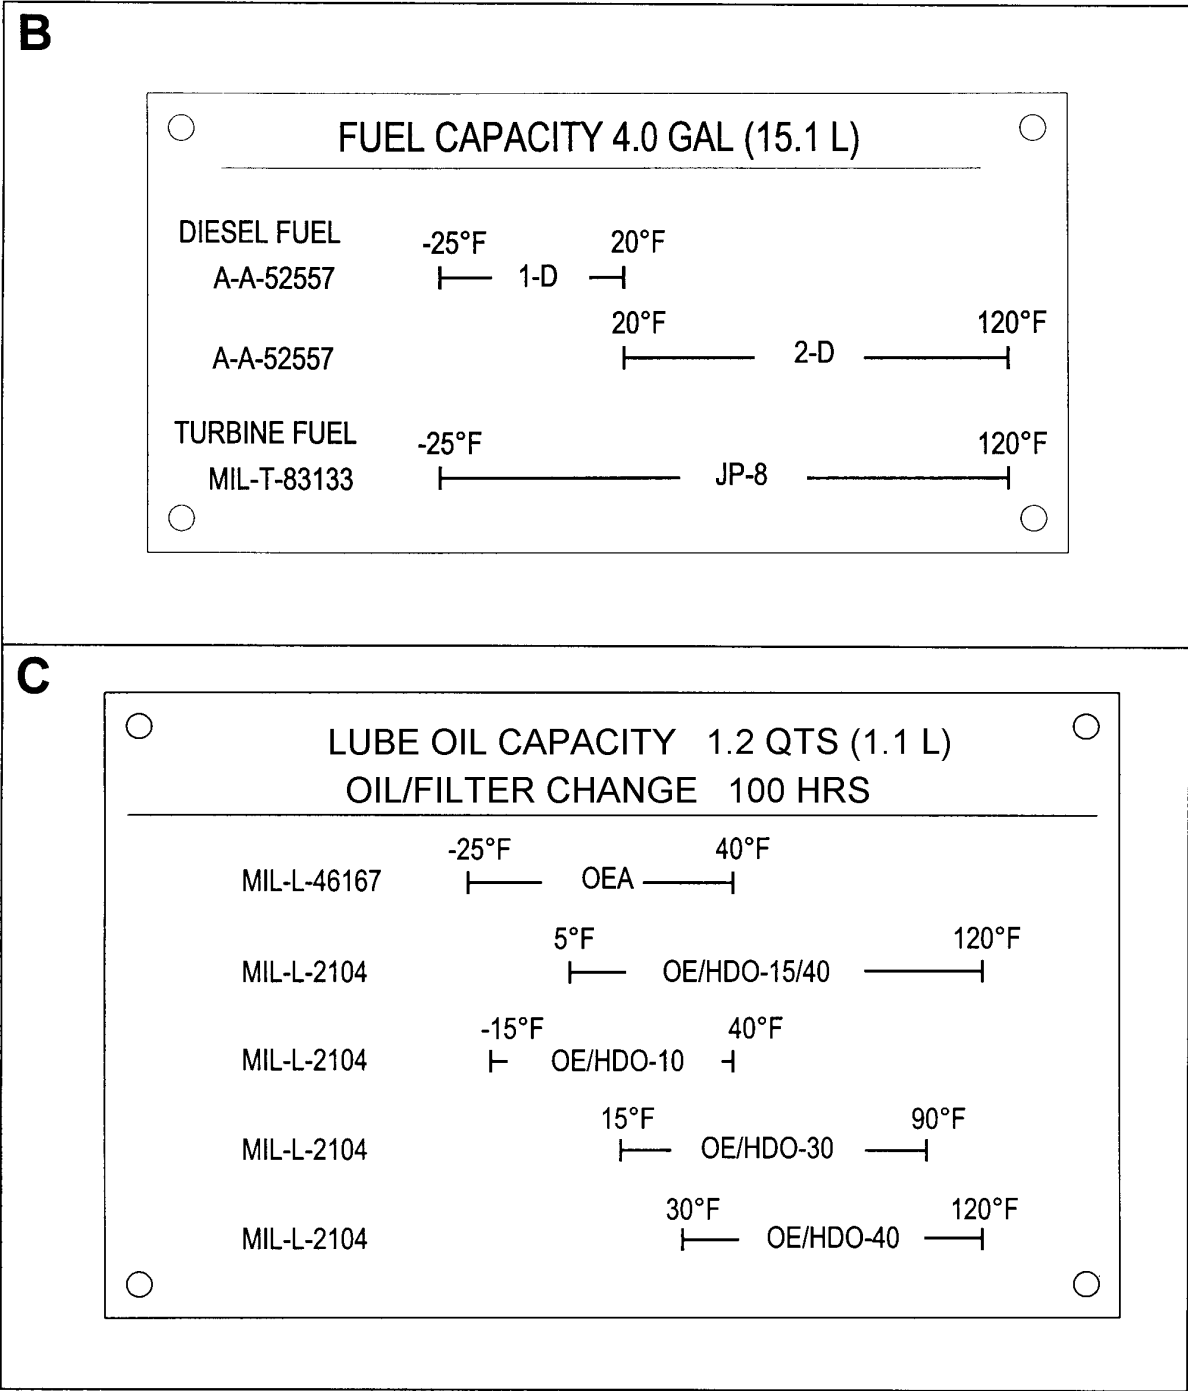 B
FUEL CAPACITY 4.0 GAL (15.1 L)
DIESEL FUEL
-25°F 20°F
A-A-52557 1-D
20°F 120°F
A-A-52557 2-D
TURBINE FUEL
-25°F 120°F
MIL-T-83133 JP-8
C
LUBE OIL CAPACITY 1.2 QTS (1.1 L)
OIL/FILTER CHANGE 100 HRS
-25°F 40°F
MIL-L-46167 OEA
5°F 120°F
MIL-L-2104 OE/HDO-15/40
-15°F 40°F
MIL-L-2104 OE/HDO-10
15°F 90°F
MIL-L-2104 OE/HDO-30
30°F 120°F
MIL-L-2104 OE/HDO-40